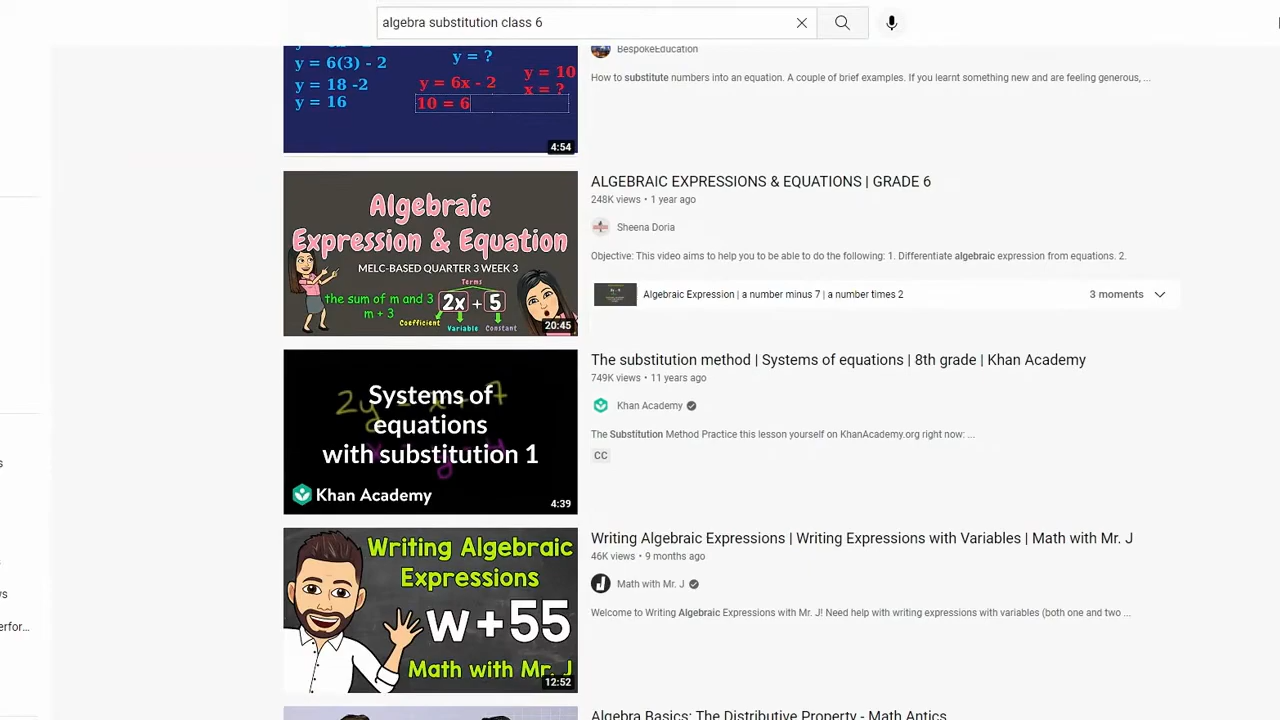 algebra substitution class 6
y = 6(3) - 2
y = 18 -2
y = 16
y = ?
y = 6x - 2
10 = 6
y = 10
x = ?
4:54
BespokeEducation
How to substitute numbers into an equation. A couple of brief examples. If you learnt something new and are feeling generous, ...
Algebraic
Expression & Equation
MELC-BASED QUARTER 3 WEEK 3
Terms
the sum of m and 3
m + 3
2x + 5
Coefficient
Variable
Constant
20:45
ALGEBRAIC EXPRESSIONS & EQUATIONS | GRADE 6
248K views • 1 year ago
Sheena Doria
Objective: This video aims to help you to be able to do the following: 1. Differentiate algebraic expression from equations. 2.
Algebraic Expression | a number minus 7 | a number times 2
3 moments
Systems of
equations
with substitution 1
Khan Academy
4:39
The substitution method | Systems of equations | 8th grade | Khan Academy
749K views • 11 years ago
Khan Academy
The Substitution Method Practice this lesson yourself on KhanAcademy.org right now: ...
CC
Writing Algebraic
Expressions
w+55
Math with Mr. J
12:52
Writing Algebraic Expressions | Writing Expressions with Variables | Math with Mr. J
46K views • 9 months ago
Math with Mr. J
Welcome to Writing Algebraic Expressions with Mr. J! Need help with writing expressions with variables (both one and two ...
Algebra Basics: The Distributive Property - Math Antics